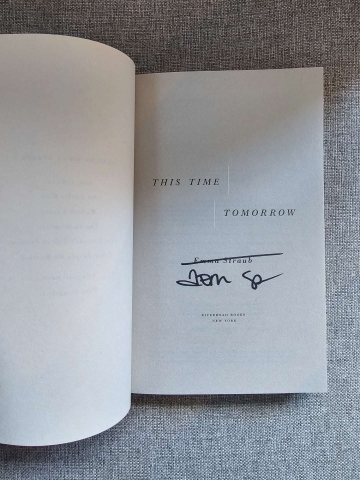 THIS TIME
TOMORROW
Emma Straub
RIVERHEAD BOOKS
NEW YORK